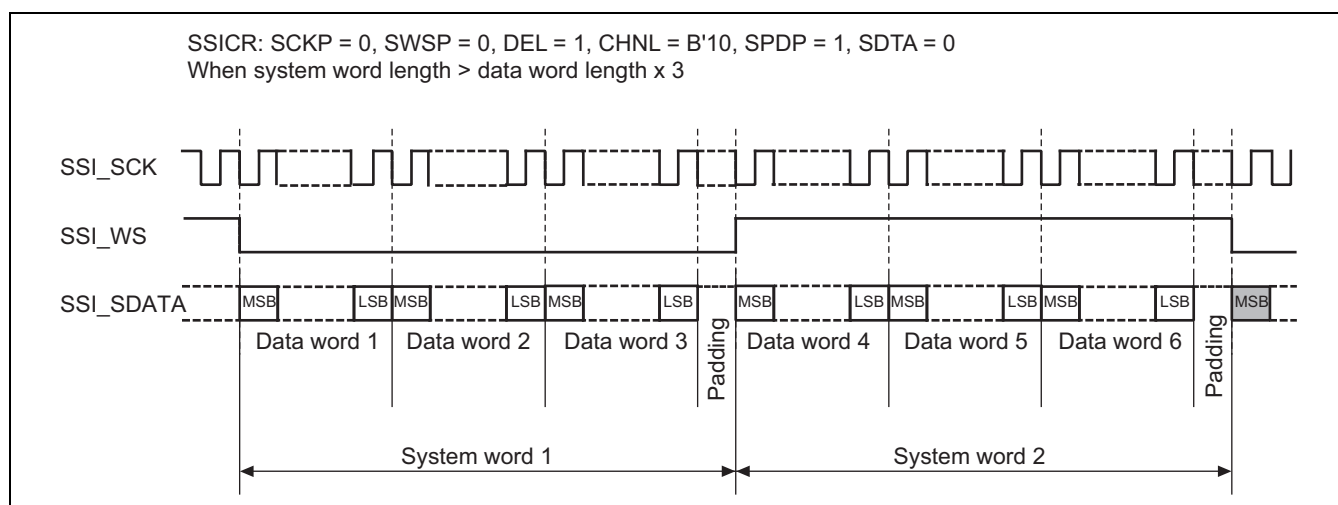 SSICR: SCKP = 0, SWSP = 0, DEL = 1, CHNL = B'10, SPDP = 1, SDTA = 0
When system word length > data word length x 3
SSI_SCK
SSI_WS
SSI_SDATA
MSB LSB MSB LSB MSB LSB MSB LSB MSB LSB MSB LSB MSB
Data word 1 Data word 2 Data word 3 Padding Data word 4 Data word 5 Data word 6 Padding
System word 1 System word 2